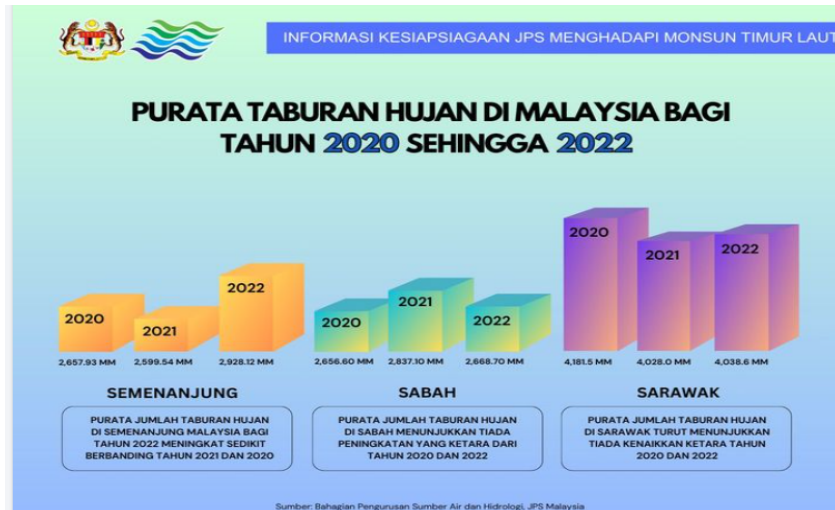 INFORMASI KESIAPSIAGAAN JPS MENGHADAPI MONSUN TIMUR LAUT
PURATA TABURAN HUJAN DI MALAYSIA BAGI
TAHUN 2020 SEHINGGA 2022
2020
2021
2022
2,657.93 MM
2,599.54 MM
2,928.12 MM
SEMENANJUNG
PURATA JUMLAH TABURAN HUJAN
DI SEMENANJUNG MALAYSIA BAGI
TAHUN 2022 MENINGKAT SEDIKIT
BERBANDING TAHUN 2021 DAN 2020
2020
2021
2022
2,656.60 MM
2,837.10 MM
2,668.70 MM
SABAH
PURATA JUMLAH TABURAN HUJAN
DI SABAH MENUNJUKKAN TIADA
PENINGKATAN YANG KETARA DARI
TAHUN 2020 DAN 2022
2020
2021
2022
4,181.5 MM
4,028.0 MM
4,038.6 MM
SARAWAK
PURATA JUMLAH TABURAN HUJAN
DI SARAWAK TURUT MENUNJUKKAN
TIADA KENAIKKAN KETARA TAHUN
2020 DAN 2022
Sumber: Bahagian Pengurusan Sumber Air dan Hidrologi, JPS Malaysia